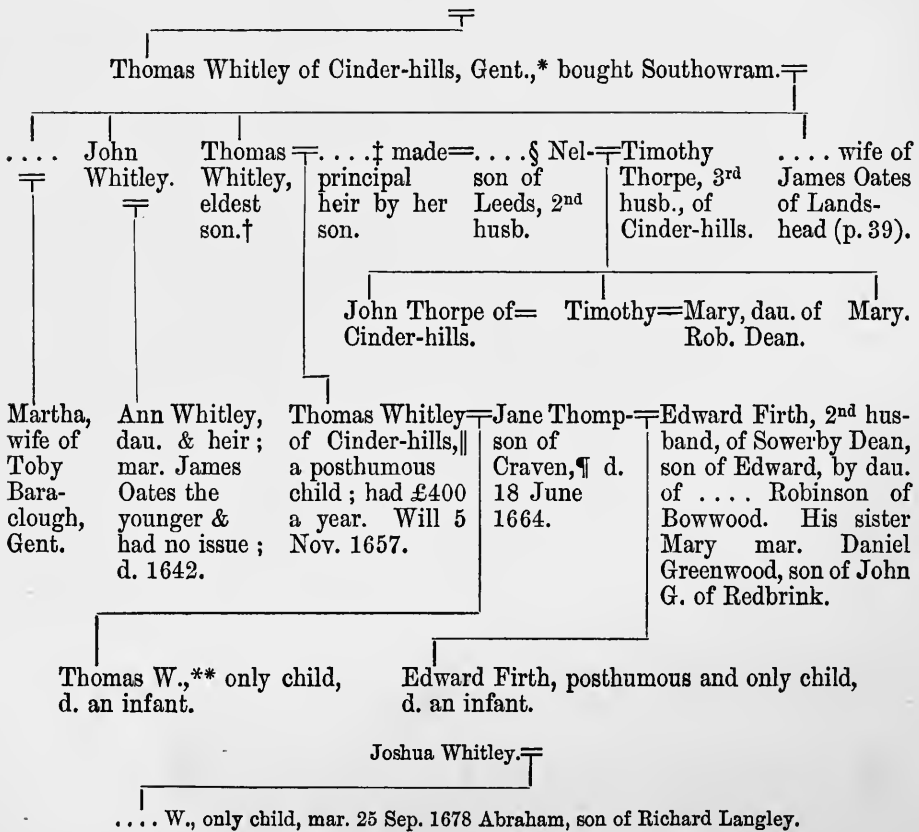 Thomas Whitley of Cinder-hills, Gent.,* bought Southowram.
. . . .
John
Whitley.
Thomas
Whitley,
eldest
son.†
. . . .‡ made
principal
heir by her
son.
. . . .§ Nel-
son of
Leeds, 2nd
husb.
Timothy
Thorpe, 3rd
husb., of
Cinder-hills.
. . . . wife of
James Oates
of Lands-
head (p. 39).
John Thorpe of
Cinder-hills.
Timothy
Mary, dau. of
Rob. Dean.
Mary.
Martha,
wife of
Toby
Bara-
clough,
Gent.
Ann Whitley,
dau. & heir ;
mar. James
Oates the
younger &
had no issue ;
d. 1642.
Thomas Whitley
of Cinder-hills,‖
a posthumous
child ; had £400
a year. Will 5
Nov. 1657.
Jane Thomp-
son of
Craven,¶ d.
18 June
1664.
Edward Firth, 2nd hus-
band, of Sowerby Dean,
son of Edward, by dau.
of . . . . Robinson of
Bowwood. His sister
Mary mar. Daniel
Greenwood, son of John
G. of Redbrink.
Thomas W.,** only child,
d. an infant.
Edward Firth, posthumous and only child,
d. an infant.
Joshua Whitley.
. . . . W., only child, mar. 25 Sep. 1678 Abraham, son of Richard Langley.